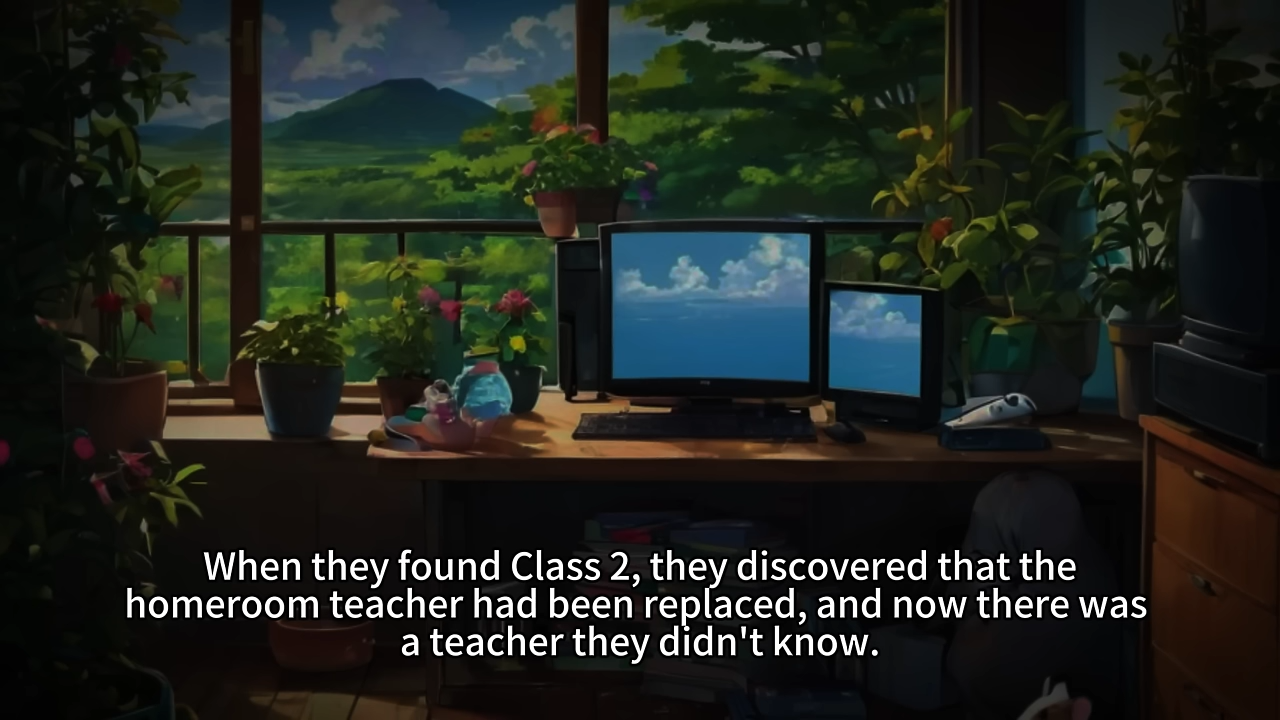 When they found Class 2, they discovered that the
homeroom teacher had been replaced, and now there was
a teacher they didn't know.